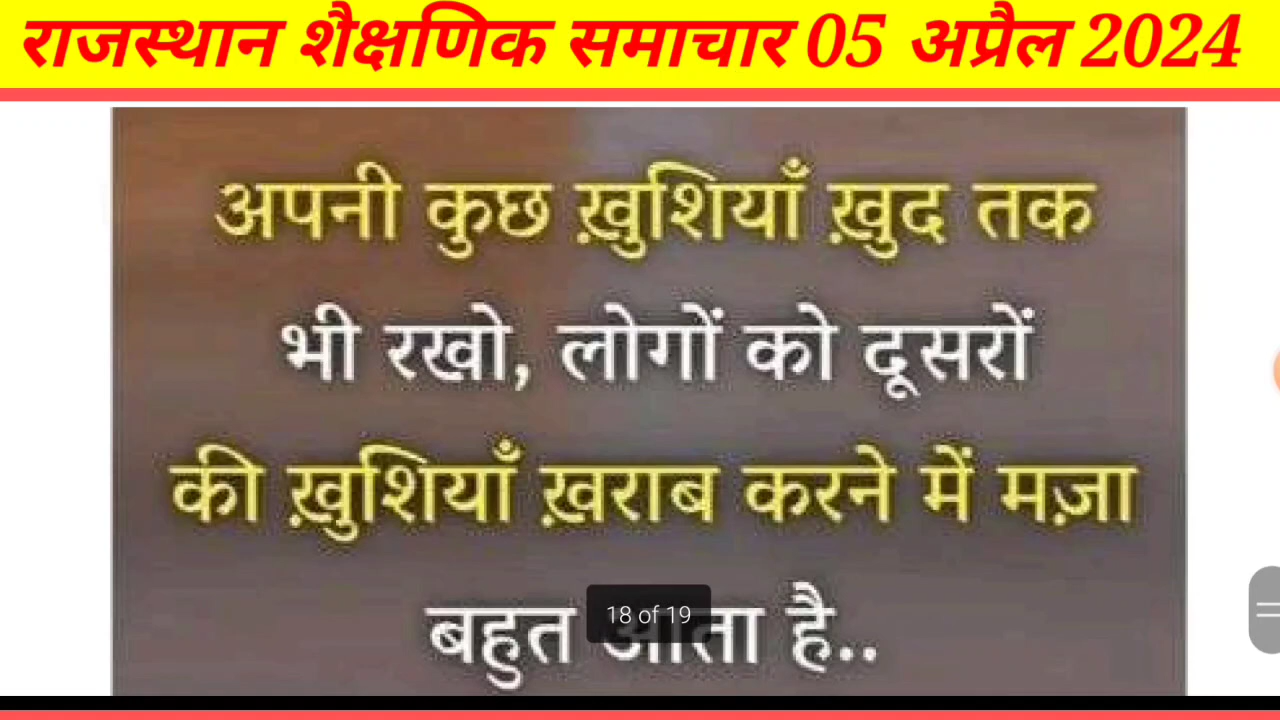 राजस्थान शैक्षणिक समाचार 05 अप्रैल 2024
अपनी कुछ ख़ुशियाँ ख़ुद तक
भी रखो, लोगों को दूसरों
की ख़ुशियाँ ख़राब करने में मज़ा
बहुत आता है..
18 of 19